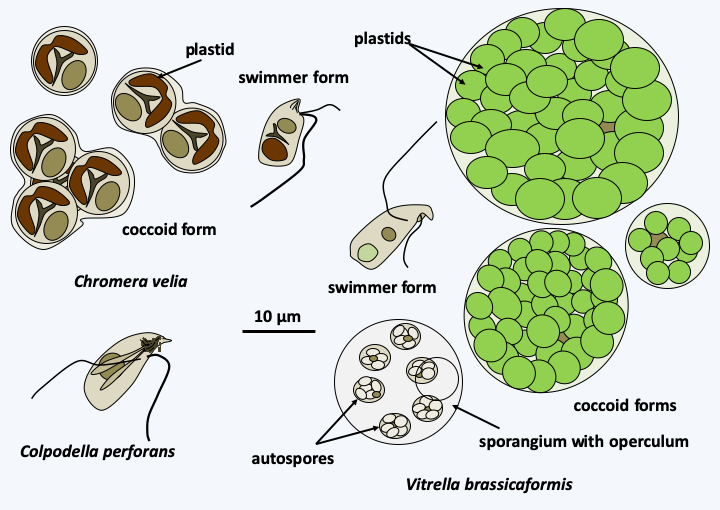 plastid
plastids
swimmer form
coccoid form
Chromera velia
swimmer form
10 µm
coccoid forms
sporangium with operculum
Colpodella perforans
autospores
Vitrella brassicaformis